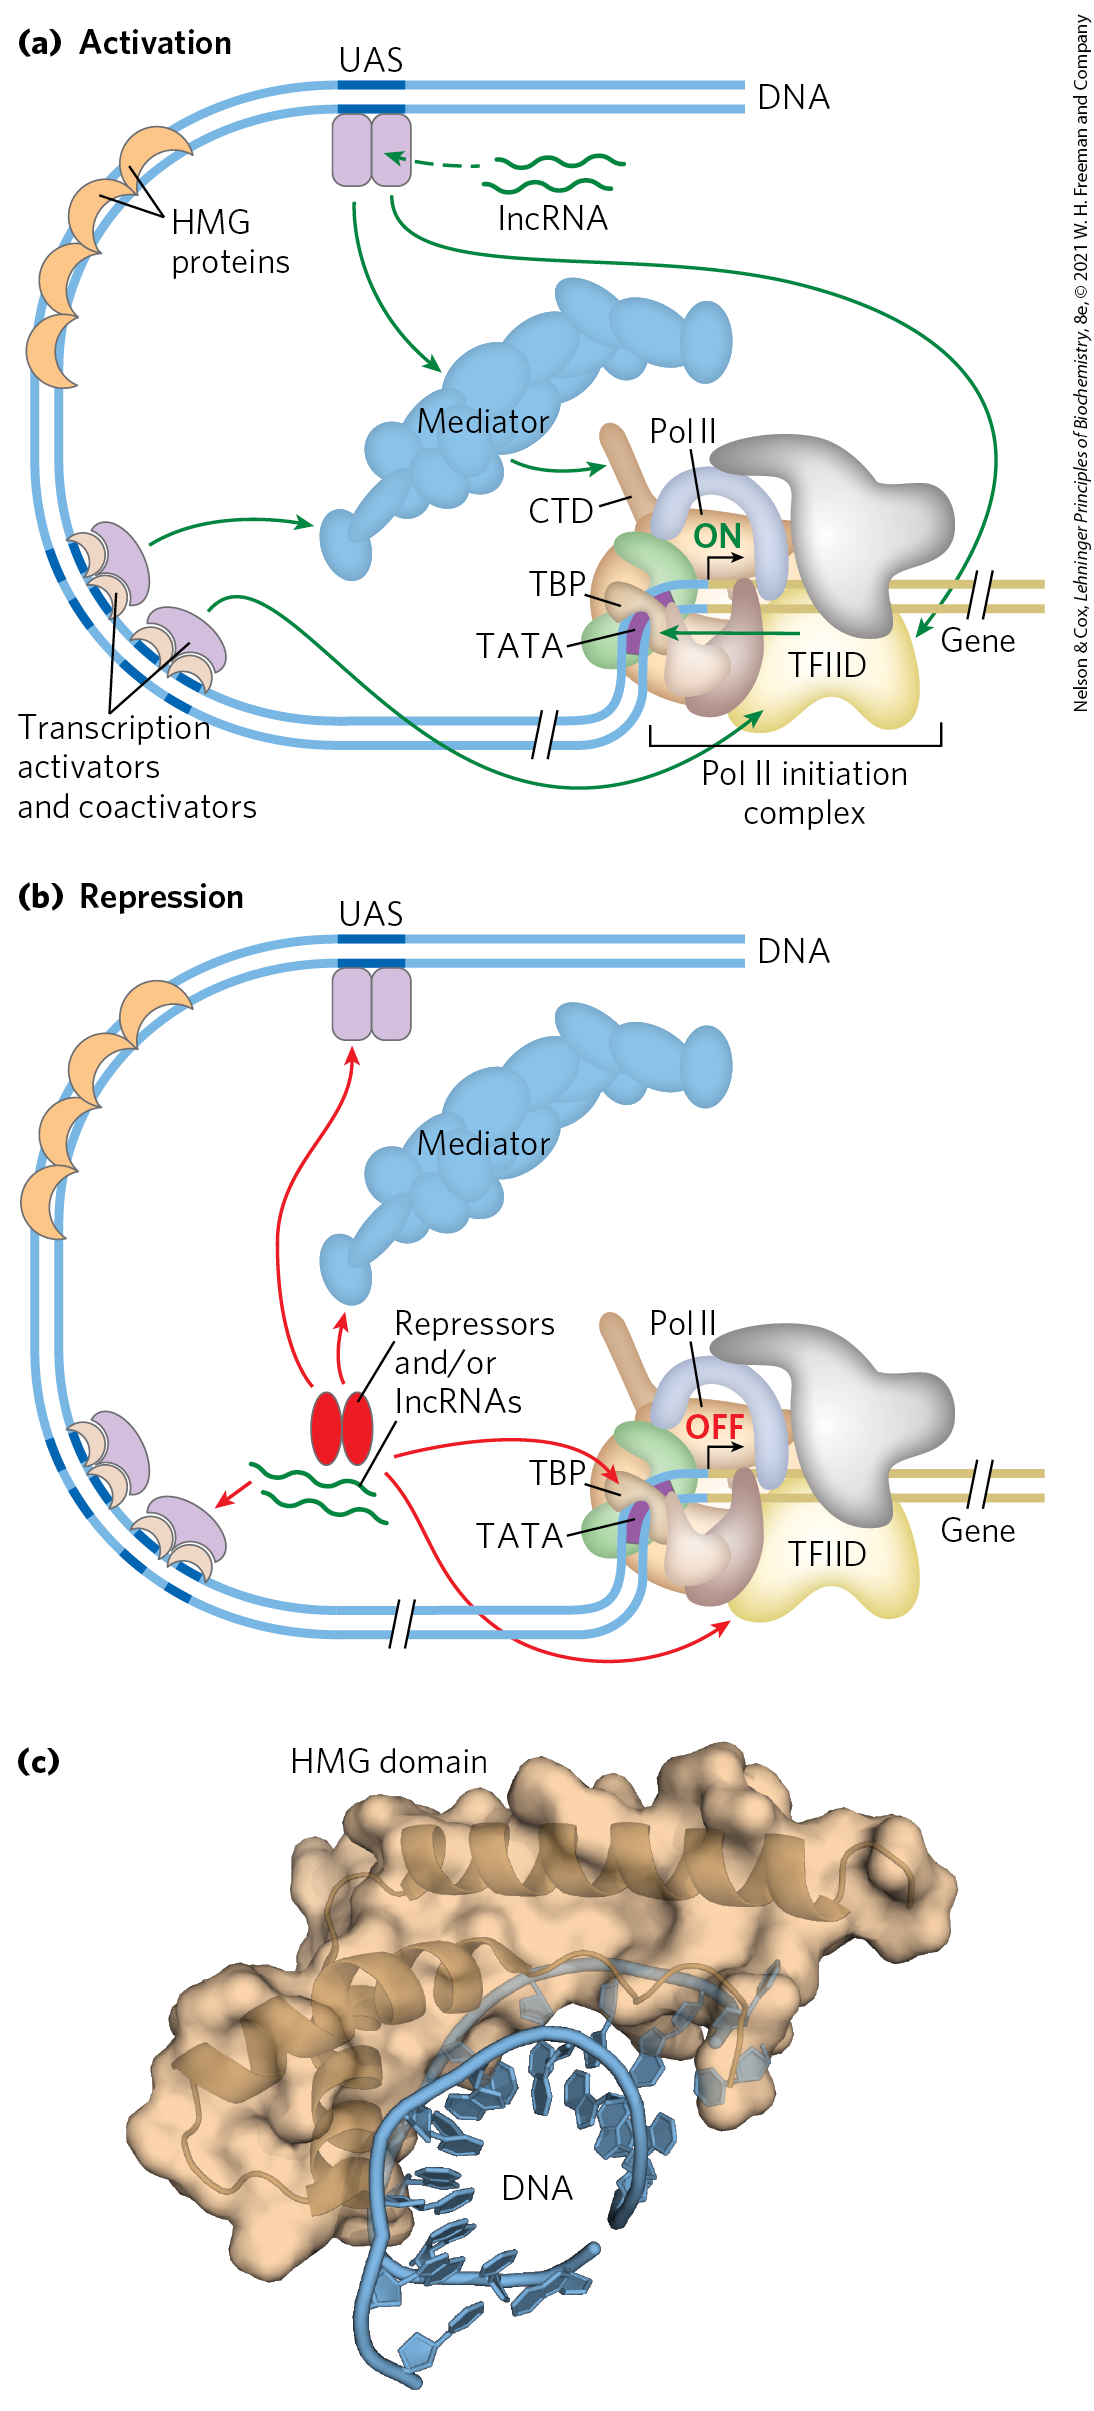 (a) Activation
UAS
DNA
HMG
proteins
lncRNA
Mediator
Pol II
CTD
ON
TBP
TATA
TFIID
Gene
Transcription
activators
and coactivators
Pol II initiation
complex
(b) Repression
UAS
DNA
Mediator
Repressors
and/or
lncRNAs
Pol II
OFF
TBP
TATA
TFIID
Gene
(c)
HMG domain
DNA
Nelson & Cox, Lehninger Principles of Biochemistry, 8e, © 2021 W. H. Freeman and Company